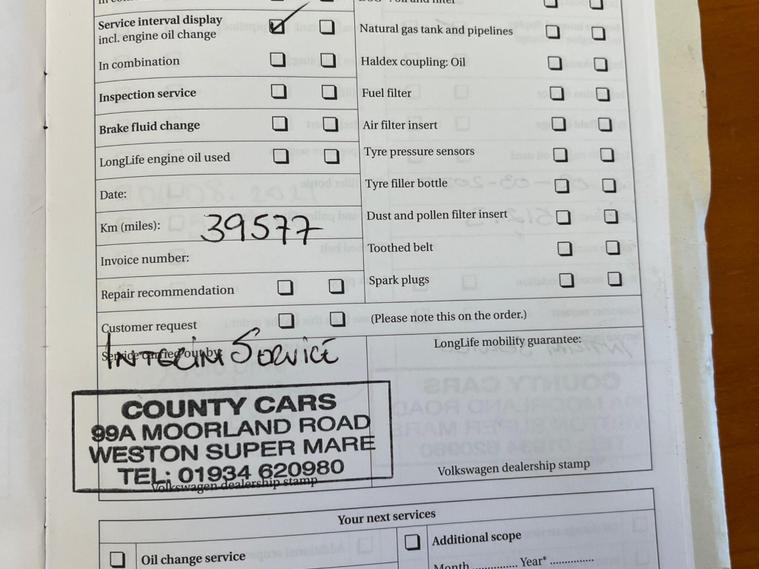 Service interval display
incl. engine oil change
In combination
Inspection service
Brake fluid change
LongLife engine oil used
Date:
Km (miles): 39577
Invoice number:
Repair recommendation
Customer request
Natural gas tank and pipelines
Haldex coupling: Oil
Fuel filter
Air filter insert
Tyre pressure sensors
Tyre filler bottle
Dust and pollen filter insert
Toothed belt
Spark plugs
(Please note this on the order.)
Service carried out by:
INTERIM SERVICE
COUNTY CARS
99A MOORLAND ROAD
WESTON SUPER MARE
TEL: 01934 620980
Volkswagen dealership stamp
LongLife mobility guarantee:
Volkswagen dealership stamp
Your next services
Oil change service
Additional scope
Month ............... Year* ...............